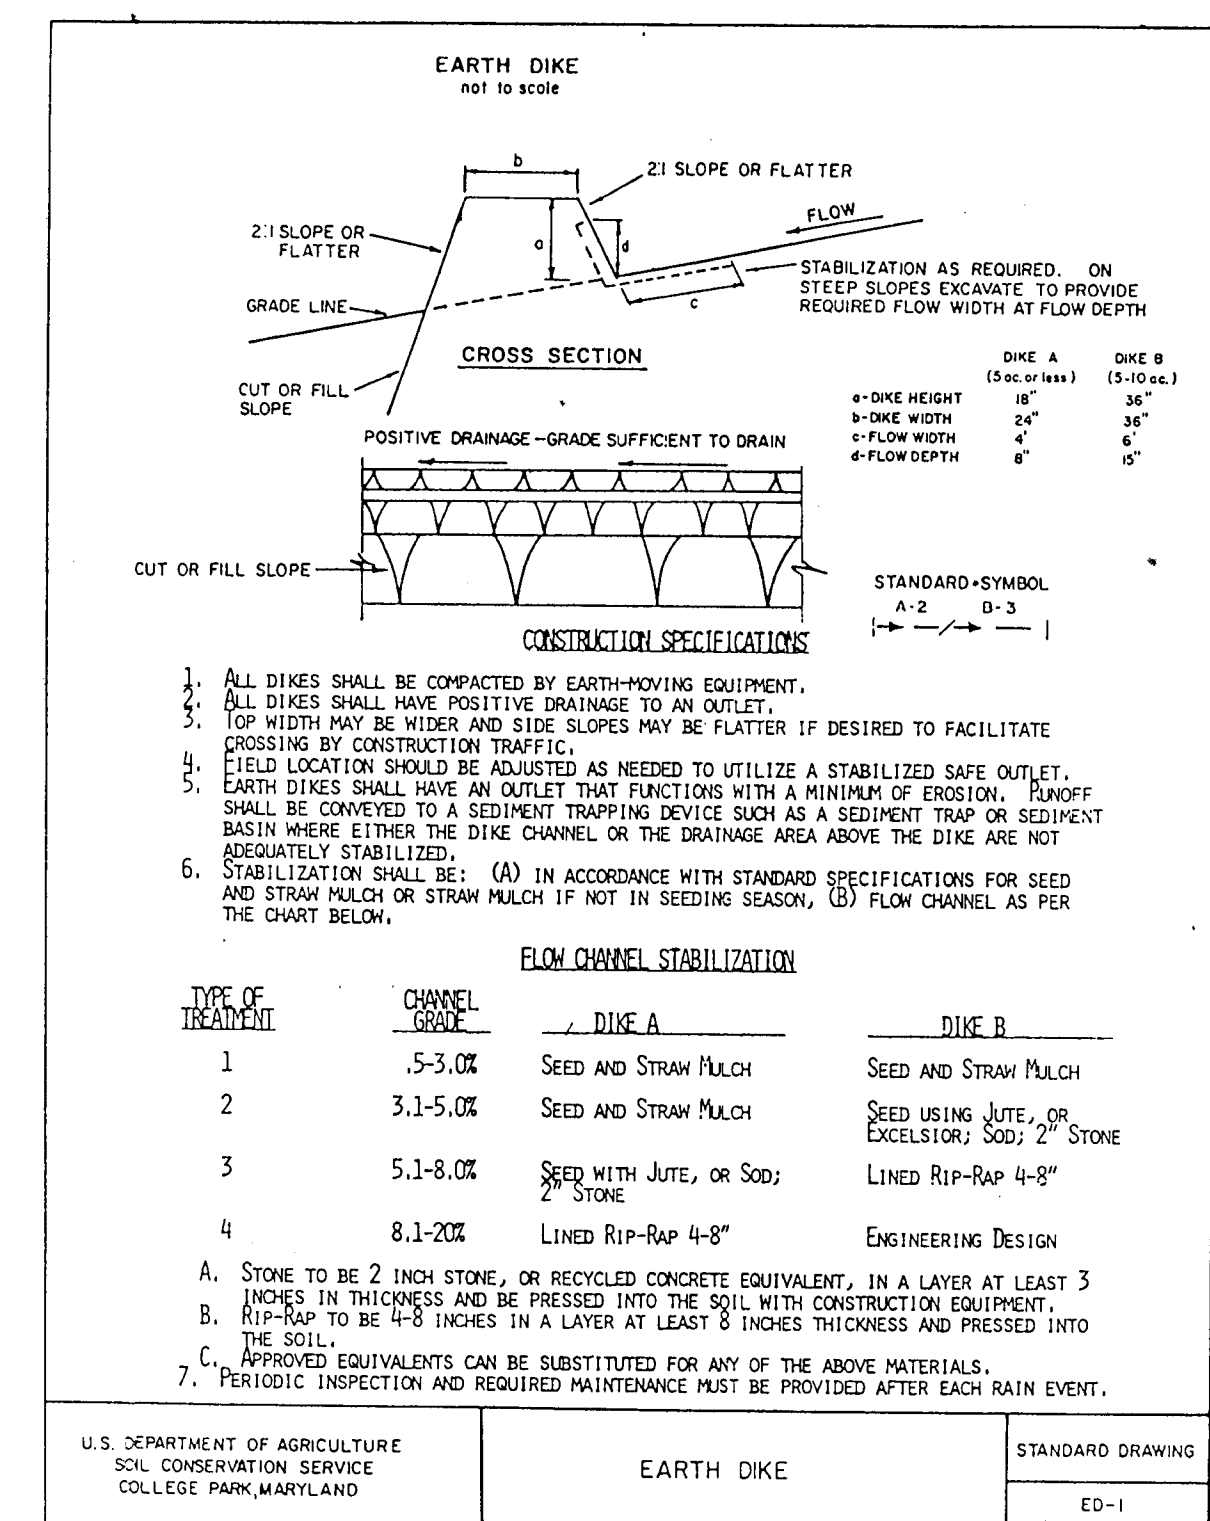 EARTH DIKE
not to scale
b
2:1 SLOPE OR FLATTER
FLOW
2:1 SLOPE OR
FLATTER
a
d
STABILIZATION AS REQUIRED. ON
STEEP SLOPES EXCAVATE TO PROVIDE
REQUIRED FLOW WIDTH AT FLOW DEPTH
c
GRADE LINE
CROSS SECTION
CUT OR FILL
SLOPE
DIKE A DIKE B
(5 ac. or less) (5-10 ac.)
a-DIKE HEIGHT 18" 36"
b-DIKE WIDTH 24" 36"
c-FLOW WIDTH 4' 6'
d-FLOW DEPTH 8" 15"
POSITIVE DRAINAGE-GRADE SUFFICIENT TO DRAIN
CUT OR FILL SLOPE
STANDARD SYMBOL
A-2 B-3
CONSTRUCTION SPECIFICATIONS
1. ALL DIKES SHALL BE COMPACTED BY EARTH-MOVING EQUIPMENT.
2. ALL DIKES SHALL HAVE POSITIVE DRAINAGE TO AN OUTLET.
3. TOP WIDTH MAY BE WIDER AND SIDE SLOPES MAY BE FLATTER IF DESIRED TO FACILITATE
CROSSING BY CONSTRUCTION TRAFFIC.
4. FIELD LOCATION SHOULD BE ADJUSTED AS NEEDED TO UTILIZE A STABILIZED SAFE OUTLET.
5. EARTH DIKES SHALL HAVE AN OUTLET THAT FUNCTIONS WITH A MINIMUM OF EROSION. RUNOFF
SHALL BE CONVEYED TO A SEDIMENT TRAPPING DEVICE SUCH AS A SEDIMENT TRAP OR SEDIMENT
BASIN WHERE EITHER THE DIKE CHANNEL OR THE DRAINAGE AREA ABOVE THE DIKE ARE NOT
ADEQUATELY STABILIZED.
6. STABILIZATION SHALL BE: (A) IN ACCORDANCE WITH STANDARD SPECIFICATIONS FOR SEED
AND STRAW MULCH OR STRAW MULCH IF NOT IN SEEDING SEASON, (B) FLOW CHANNEL AS PER
THE CHART BELOW.
FLOW CHANNEL STABILIZATION
TYPE OF
TREATMENT
CHANNEL
GRADE
DIKE A
DIKE B
1 .5-3.0% SEED AND STRAW MULCH SEED AND STRAW MULCH
2 3.1-5.0% SEED AND STRAW MULCH SEED USING JUTE, OR
EXCELSIOR; SOD; 2" STONE
3 5.1-8.0% SEED WITH JUTE, OR SOD; LINED RIP-RAP 4-8"
2" STONE
4 8.1-20% LINED RIP-RAP 4-8" ENGINEERING DESIGN
A. STONE TO BE 2 INCH STONE, OR RECYCLED CONCRETE EQUIVALENT, IN A LAYER AT LEAST 3
INCHES IN THICKNESS AND BE PRESSED INTO THE SOIL WITH CONSTRUCTION EQUIPMENT.
B. RIP-RAP TO BE 4-8 INCHES IN A LAYER AT LEAST 8 INCHES THICKNESS AND PRESSED INTO
THE SOIL.
C. APPROVED EQUIVALENTS CAN BE SUBSTITUTED FOR ANY OF THE ABOVE MATERIALS.
7. PERIODIC INSPECTION AND REQUIRED MAINTENANCE MUST BE PROVIDED AFTER EACH RAIN EVENT.
U.S. DEPARTMENT OF AGRICULTURE
SOIL CONSERVATION SERVICE
COLLEGE PARK, MARYLAND
EARTH DIKE
STANDARD DRAWING
ED-1